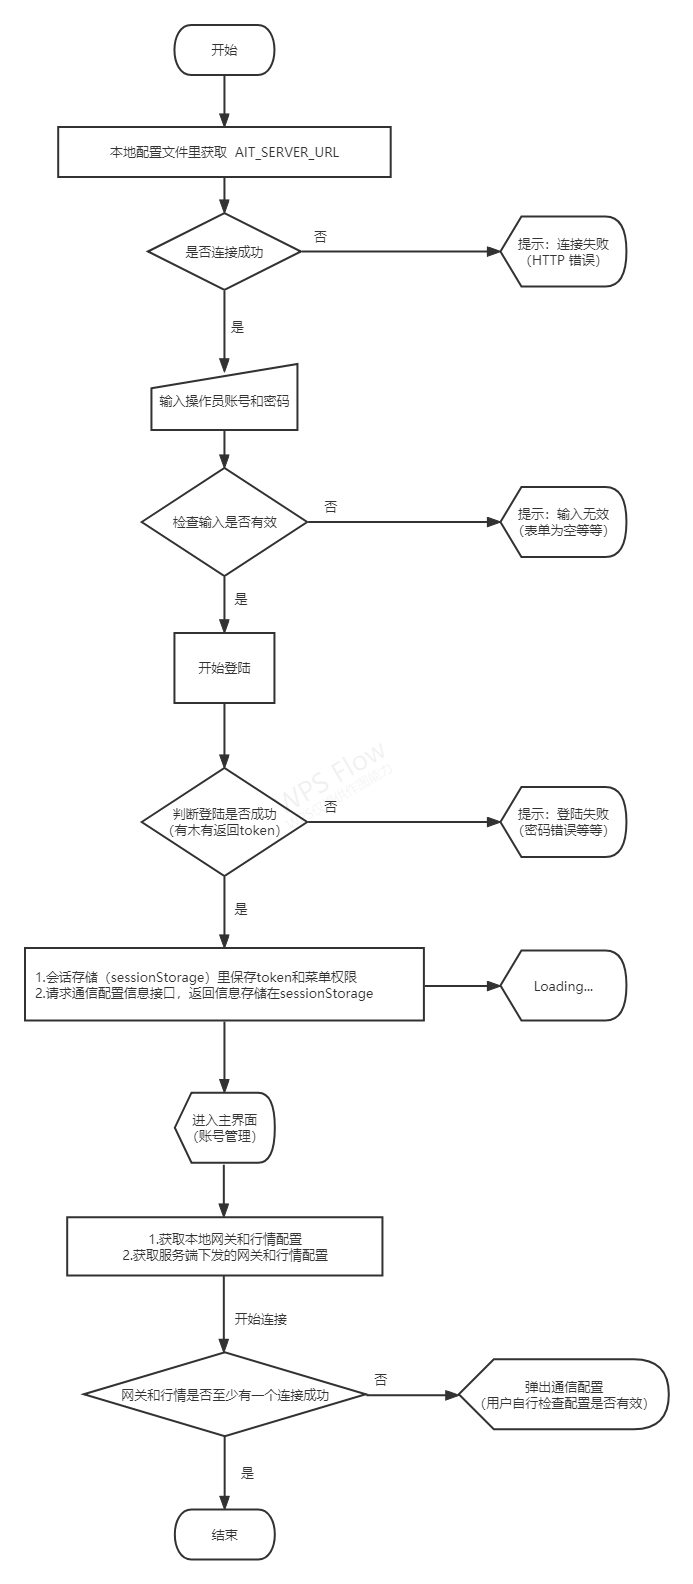 开始
本地配置文件里获取 AIT_SERVER_URL
是否连接成功
否
提示：连接失败
（HTTP 错误）
是
输入操作员账号和密码
检查输入是否有效
否
提示：输入无效
（表单为空等等）
是
开始登陆
WPS Flow
判断登陆是否成功
（有木有返回token）
否
提示：登陆失败
（密码错误等等）
是
1.会话存储（sessionStorage）里保存token和菜单权限
2.请求通信配置信息接口，返回信息存储在sessionStorage
Loading...
进入主界面
（账号管理）
1.获取本地网关和行情配置
2.获取服务端下发的网关和行情配置
开始连接
网关和行情是否至少有一个连接成功
否
弹出通信配置
（用户自行检查配置是否有效）
是
结束